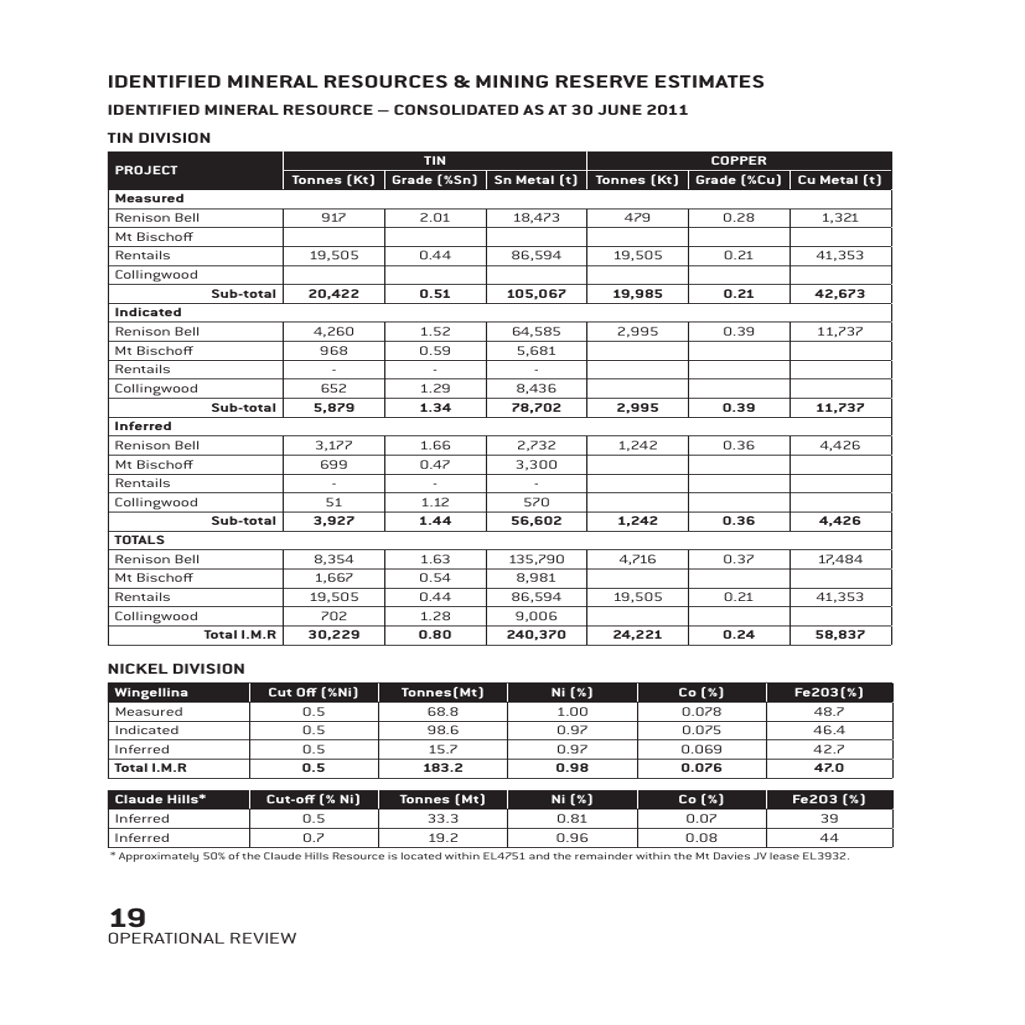 IDENTIFIED MINERAL RESOURCES & MINING RESERVE ESTIMATES
IDENTIFIED MINERAL RESOURCE – CONSOLIDATED AS AT 30 JUNE 2011
TIN DIVISION
PROJECT TIN COPPER
Tonnes (Kt) Grade (%Sn) Sn Metal (t) Tonnes (Kt) Grade (%Cu) Cu Metal (t)
Measured
Renison Bell 917 2.01 18,473 479 0.28 1,321
Mt Bischoff
Rentails 19,505 0.44 86,594 19,505 0.21 41,353
Collingwood
Sub-total 20,422 0.51 105,067 19,985 0.21 42,673
Indicated
Renison Bell 4,260 1.52 64,585 2,995 0.39 11,737
Mt Bischoff 968 0.59 5,681
Rentails - - -
Collingwood 652 1.29 8,436
Sub-total 5,879 1.34 78,702 2,995 0.39 11,737
Inferred
Renison Bell 3,177 1.66 2,732 1,242 0.36 4,426
Mt Bischoff 699 0.47 3,300
Rentails - - -
Collingwood 51 1.12 570
Sub-total 3,927 1.44 56,602 1,242 0.36 4,426
TOTALS
Renison Bell 8,354 1.63 135,790 4,716 0.37 17,484
Mt Bischoff 1,667 0.54 8,981
Rentails 19,505 0.44 86,594 19,505 0.21 41,353
Collingwood 702 1.28 9,006
Total I.M.R 30,229 0.80 240,370 24,221 0.24 58,837
NICKEL DIVISION
Wingellina Cut Off (%Ni) Tonnes(Mt) Ni (%) Co (%) Fe203(%)
Measured 0.5 68.8 1.00 0.078 48.7
Indicated 0.5 98.6 0.97 0.075 46.4
Inferred 0.5 15.7 0.97 0.069 42.7
Total I.M.R 0.5 183.2 0.98 0.076 47.0
Claude Hills* Cut-off (% Ni) Tonnes (Mt) Ni (%) Co (%) Fe203 (%)
Inferred 0.5 33.3 0.81 0.07 39
Inferred 0.7 19.2 0.96 0.08 44
* Approximately 50% of the Claude Hills Resource is located within EL4751 and the remainder within the Mt Davies JV lease EL3932.
19
OPERATIONAL REVIEW